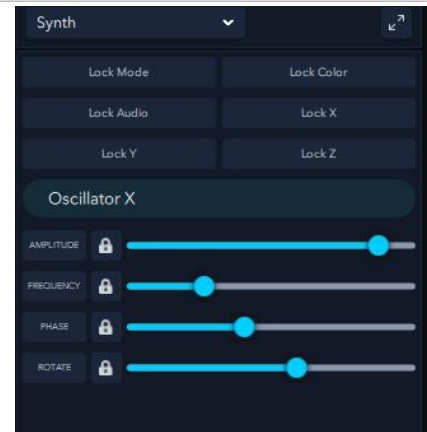 Synth
Lock Mode Lock Color
Lock Audio Lock X
Lock Y Lock Z
Oscillator X
AMPLITUDE
FREQUENCY
PHASE
ROTATE